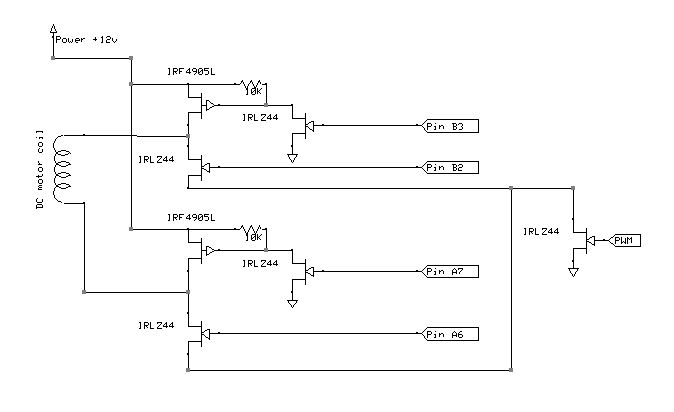 Power +12v
IRF4905L
10K
IRLZ44
Pin B3
DC motor coil
IRLZ44
Pin B2
IRF4905L
10K
IRLZ44
IRLZ44
PWM
Pin A7
IRLZ44
Pin A6